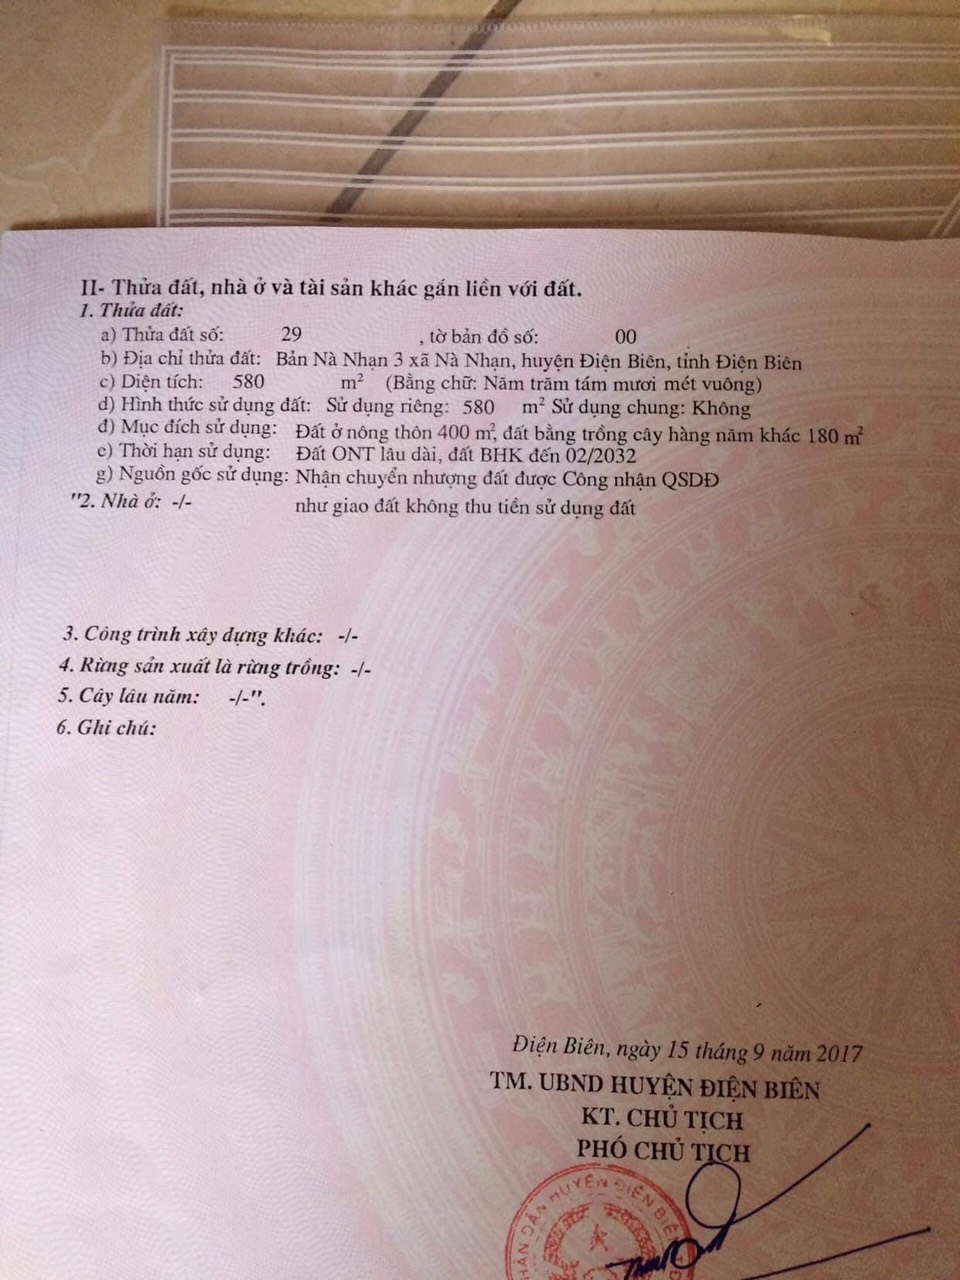 II- Thửa đất, nhà ở và tài sản khác gắn liền với đất.
1. Thửa đất:
a) Thửa đất số: 29 , tờ bản đồ số: 00
b) Địa chỉ thửa đất: Bản Nà Nhạn 3 xã Nà Nhạn, huyện Điện Biên, tỉnh Điện Biên
c) Diện tích: 580 m² (Bằng chữ: Năm trăm tám mươi mét vuông)
d) Hình thức sử dụng đất: Sử dụng riêng: 580 m² Sử dụng chung: Không
đ) Mục đích sử dụng: Đất ở nông thôn 400 m², đất bằng trồng cây hàng năm khác 180 m²
e) Thời hạn sử dụng: Đất ONT lâu dài, đất BHK đến 02/2032
g) Nguồn gốc sử dụng: Nhận chuyển nhượng đất được Công nhận QSDĐ
như giao đất không thu tiền sử dụng đất
"2. Nhà ở: -/-
3. Công trình xây dựng khác: -/-
4. Rừng sản xuất là rừng trồng: -/-
5. Cây lâu năm: -/-".
6. Ghi chú:
Điện Biên, ngày 15 tháng 9 năm 2017
TM. UBND HUYỆN ĐIỆN BIÊN
KT. CHỦ TỊCH
PHÓ CHỦ TỊCH
DÂN HUYỆN ĐIỆN BIÊN